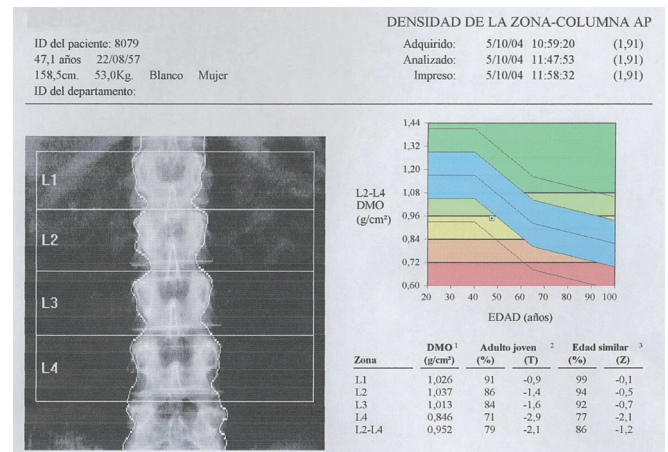 DENSIDAD DE LA ZONA-COLUMNA AP
ID del paciente: 8079
47,1 años 22/08/57
158,5cm. 53,0Kg. Blanco Mujer
ID del departamento:
Adquirido: 5/10/04 10:59:20 (1,91)
Analizado: 5/10/04 11:47:53 (1,91)
Impreso: 5/10/04 11:58:32 (1,91)
L1
L2
L3
L4
L2-L4
DMO
(g/cm²)
1,44
1,32
1,20
1,08
0,96
0,84
0,72
0,60
20 30 40 50 60 70 80 90 100
EDAD (años)
DMO ¹ Adulto joven ² Edad similar ³
Zona (g/cm²) (%) (T) (%) (Z)
L1 1,026 91 -0,9 99 -0,1
L2 1,037 86 -1,4 94 -0,5
L3 1,013 84 -1,6 92 -0,7
L4 0,846 71 -2,9 77 -2,1
L2-L4 0,952 79 -2,1 86 -1,2